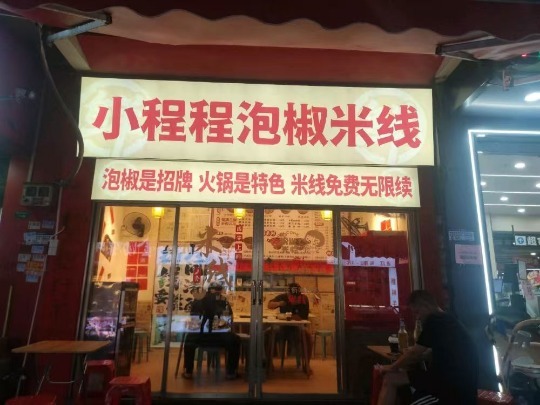 小程程泡椒米线
泡椒是招牌 火锅是特色 米线免费无限续